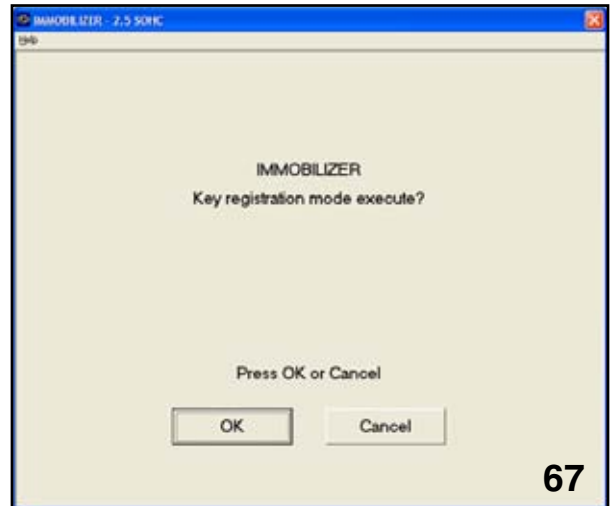 IMMOBILIZER - 2.5 SOHC
Help
IMMOBILIZER
Key registration mode execute?
Press OK or Cancel
OK
Cancel
67